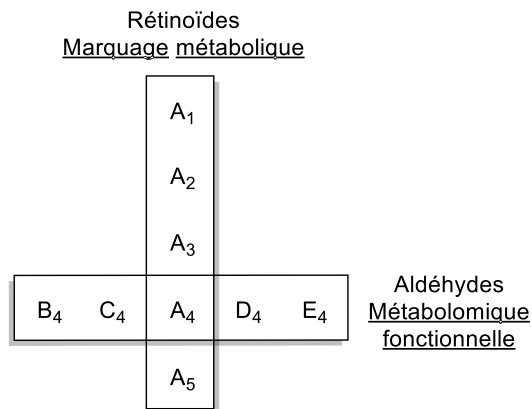 Rétinoïdes
Marquage métabolique
A₁
A₂
A₃
B₄ C₄ A₄ D₄ E₄
A₅
Aldéhydes
Métabolomique
fonctionnelle